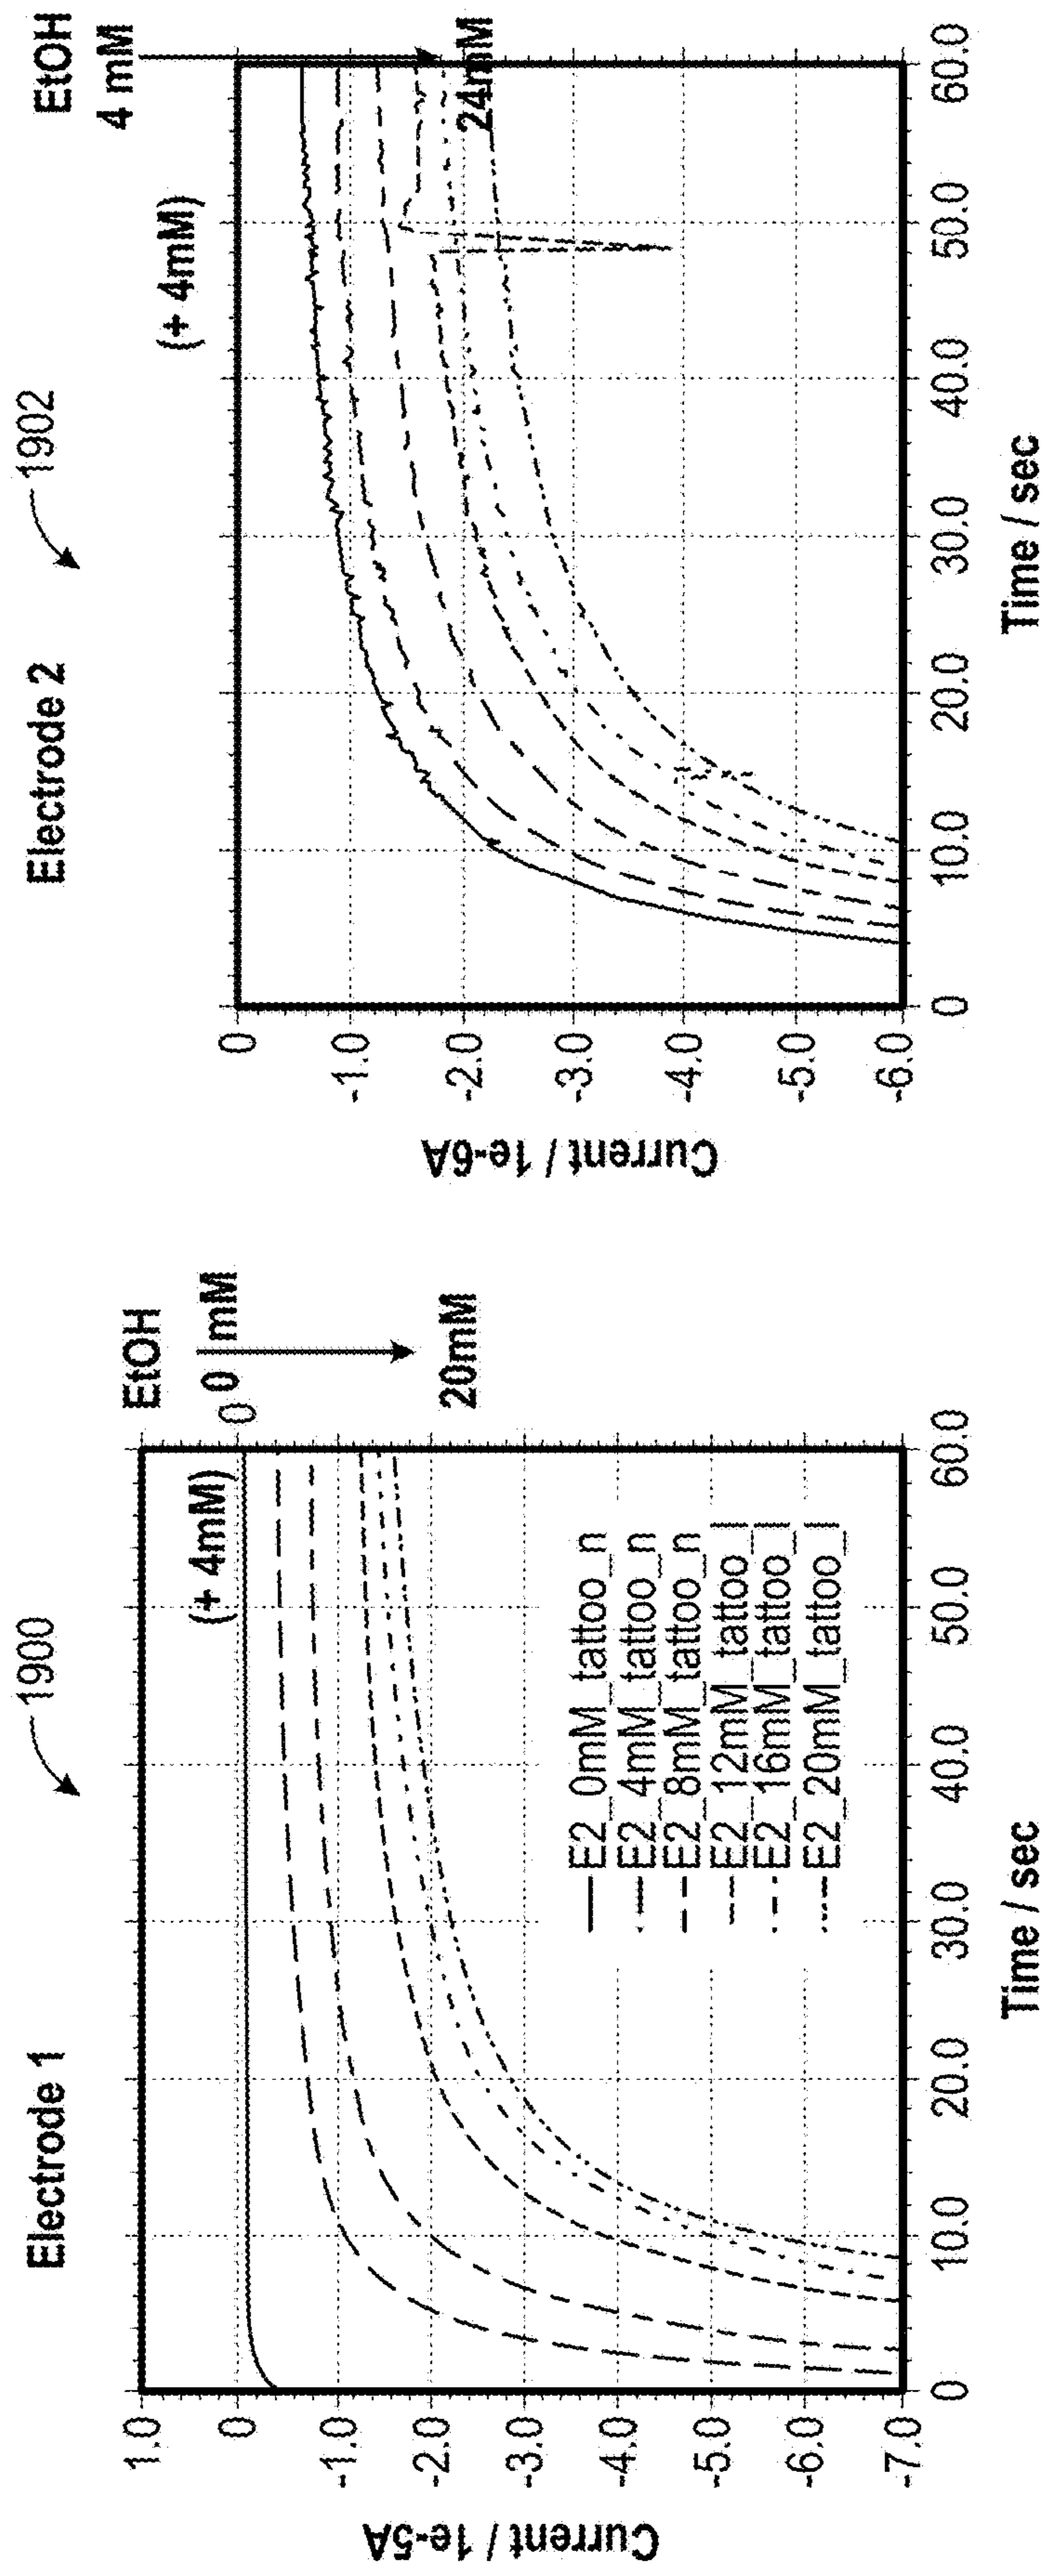 Electrode 1
1900
EtOH
0 mM
20mM
(+ 4mM)
1.0
0
-1.0
-2.0
-3.0
-4.0
-5.0
-6.0
-7.0
Current / 1e-5A
0
E2_0mM_tattoo_n
E2_4mM_tattoo_n
E2_8mM_tattoo_n
E2_12mM_tattoo_l
E2_16mM_tattoo_l
E2_20mM_tattoo_l
0 10.0 20.0 30.0 40.0 50.0 60.0
Time / sec
Electrode 2
1902
EtOH
4 mM
24mM
(+ 4mM)
0
-1.0
-2.0
-3.0
-4.0
-5.0
-6.0
Current / 1e-6A
0 10.0 20.0 30.0 40.0 50.0 60.0
Time / sec